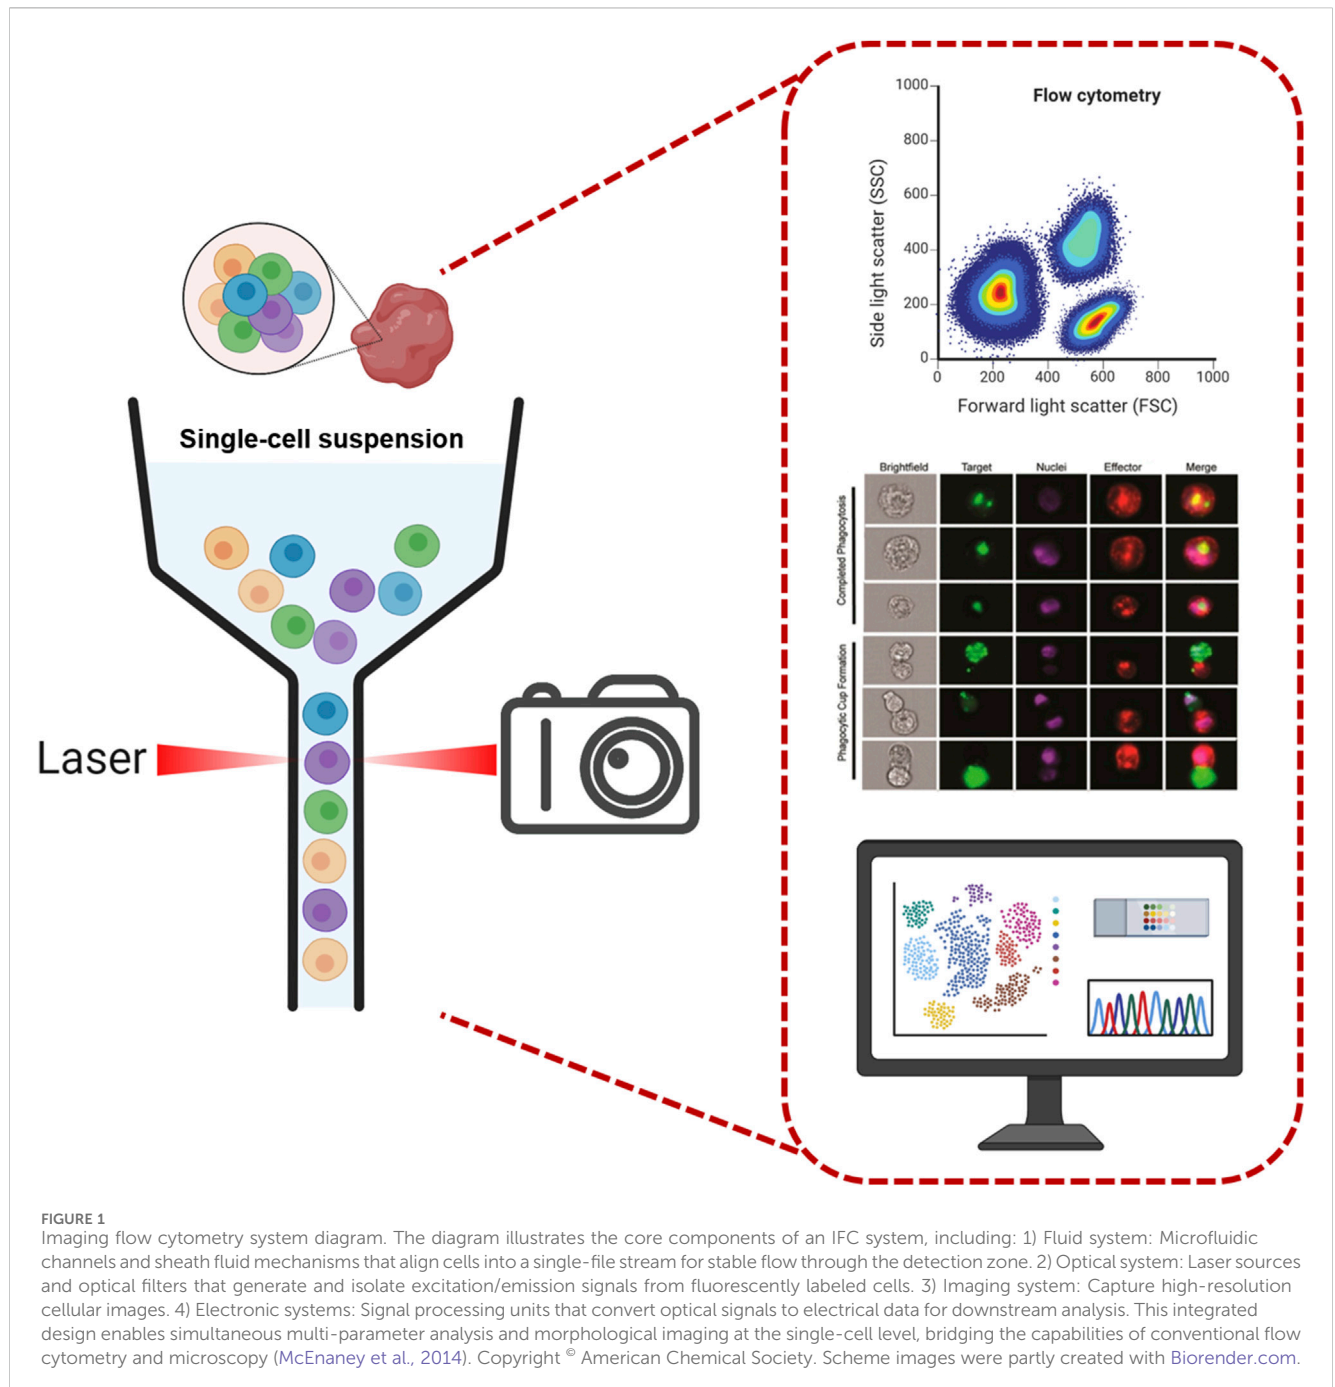 Flow cytometry
1000
800
600
400
200
0
Side light scatter (SSC)
0 200 400 600 800 1000
Forward light scatter (FSC)
Single-cell suspension
Laser
Brightfield Target Nuclei Effector Merge
Completed Phagocytosis
Phagocytic Cup Formation
FIGURE 1
Imaging flow cytometry system diagram. The diagram illustrates the core components of an IFC system, including: 1) Fluid system: Microfluidic
channels and sheath fluid mechanisms that align cells into a single-file stream for stable flow through the detection zone. 2) Optical system: Laser sources
and optical filters that generate and isolate excitation/emission signals from fluorescently labeled cells. 3) Imaging system: Capture high-resolution
cellular images. 4) Electronic systems: Signal processing units that convert optical signals to electrical data for downstream analysis. This integrated
design enables simultaneous multi-parameter analysis and morphological imaging at the single-cell level, bridging the capabilities of conventional flow
cytometry and microscopy (McEnaney et al., 2014). Copyright © American Chemical Society. Scheme images were partly created with Biorender.com.